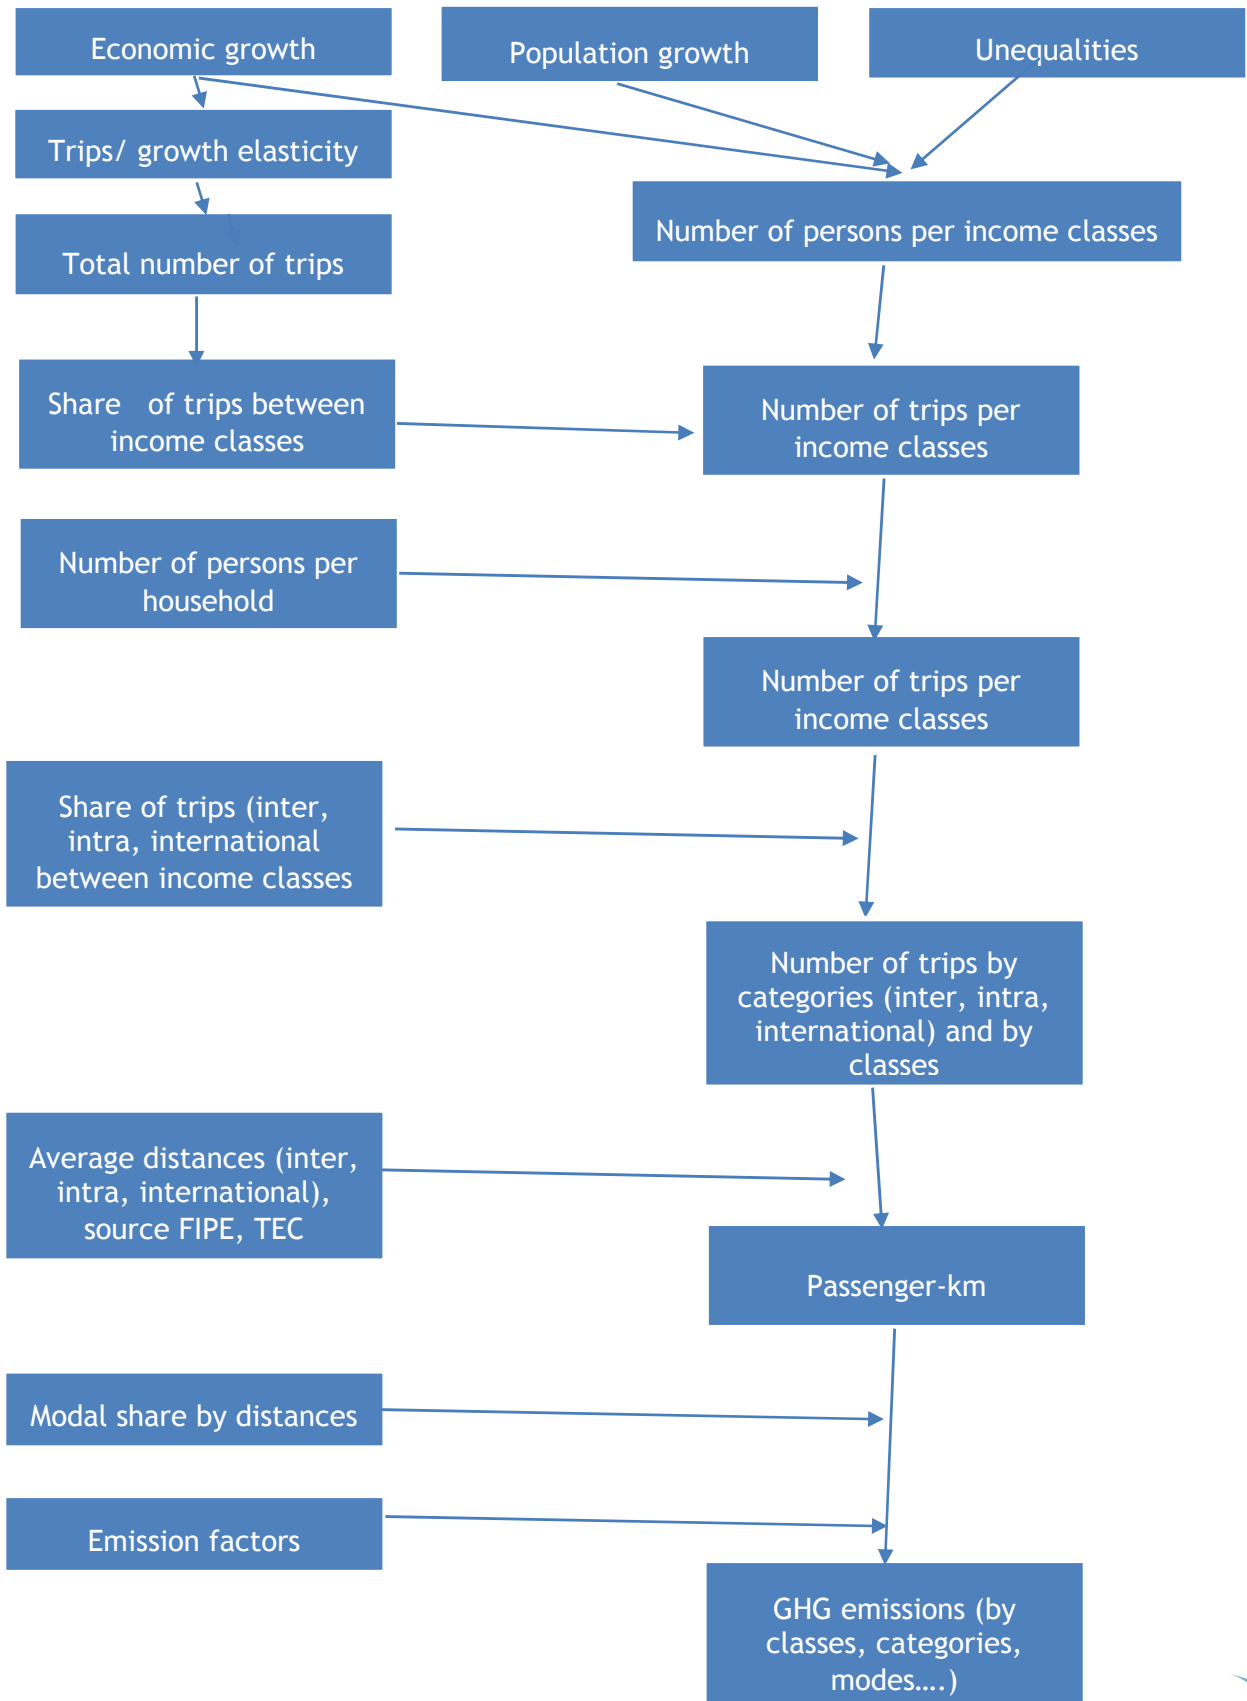 Economic growth
Population growth
Unequalities
Trips/ growth elasticity
Number of persons per income classes
Total number of trips
Share of trips between
income classes
Number of trips per
income classes
Number of persons per
household
Number of trips per
income classes
Share of trips (inter,
intra, international
between income classes
Number of trips by
categories (inter, intra,
international) and by
classes
Average distances (inter,
intra, international),
source FIPE, TEC
Passenger-km
Modal share by distances
Emission factors
GHG emissions (by
classes, categories,
modes....)